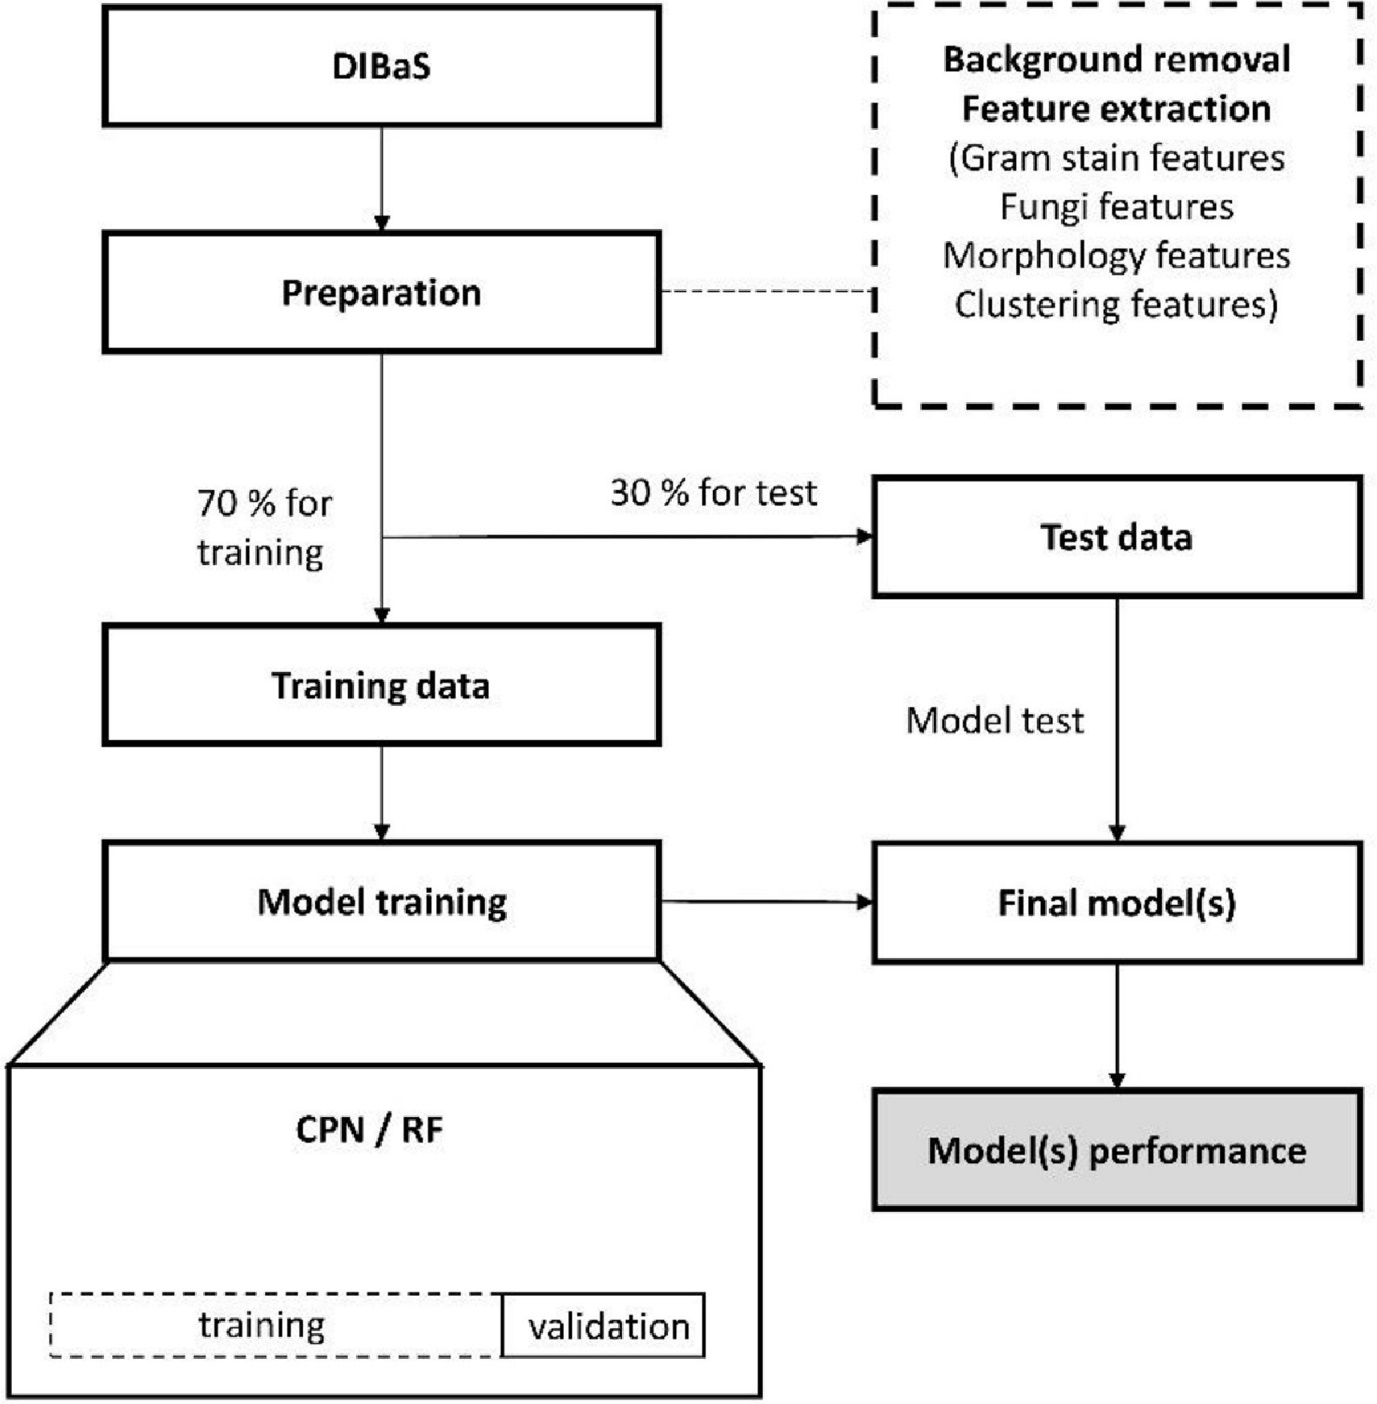 DIBaS
Background removal
Feature extraction
(Gram stain features
Fungi features
Morphology features
Clustering features)
Preparation
70 % for
training
30 % for test
Test data
Training data
Model test
Model training
Final model(s)
CPN / RF
Model(s) performance
training
validation